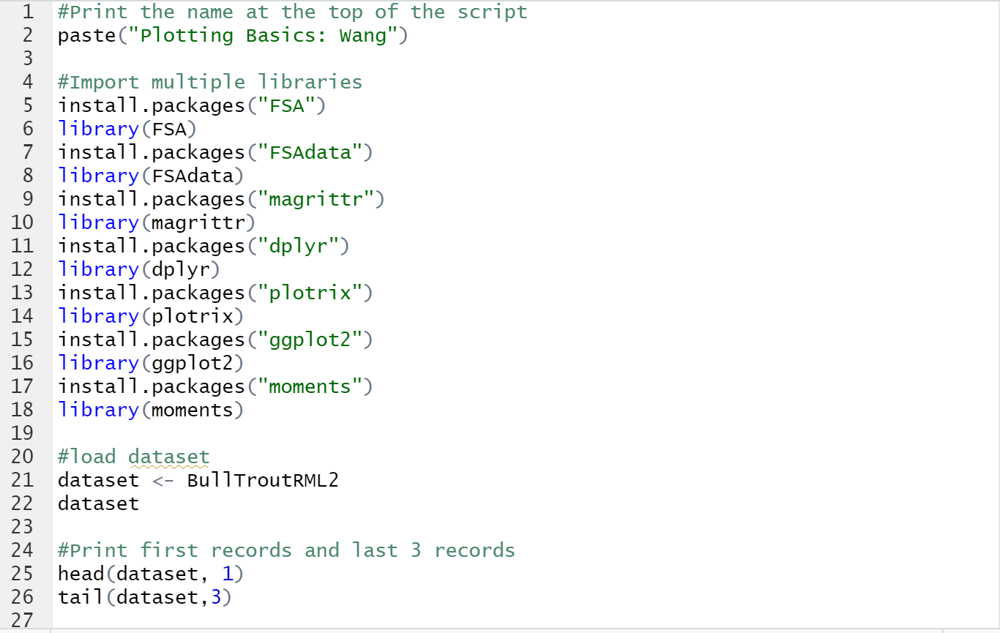 1 #Print the name at the top of the script
2 paste("Plotting Basics: Wang")
3
4 #Import multiple libraries
5 install.packages("FSA")
6 library(FSA)
7 install.packages("FSAdata")
8 library(FSAdata)
9 install.packages("magrittr")
10 library(magrittr)
11 install.packages("dplyr")
12 library(dplyr)
13 install.packages("plotrix")
14 library(plotrix)
15 install.packages("ggplot2")
16 library(ggplot2)
17 install.packages("moments")
18 library(moments)
19
20 #load dataset
21 dataset <- BullTroutRML2
22 dataset
23
24 #Print first records and last 3 records
25 head(dataset, 1)
26 tail(dataset,3)
27